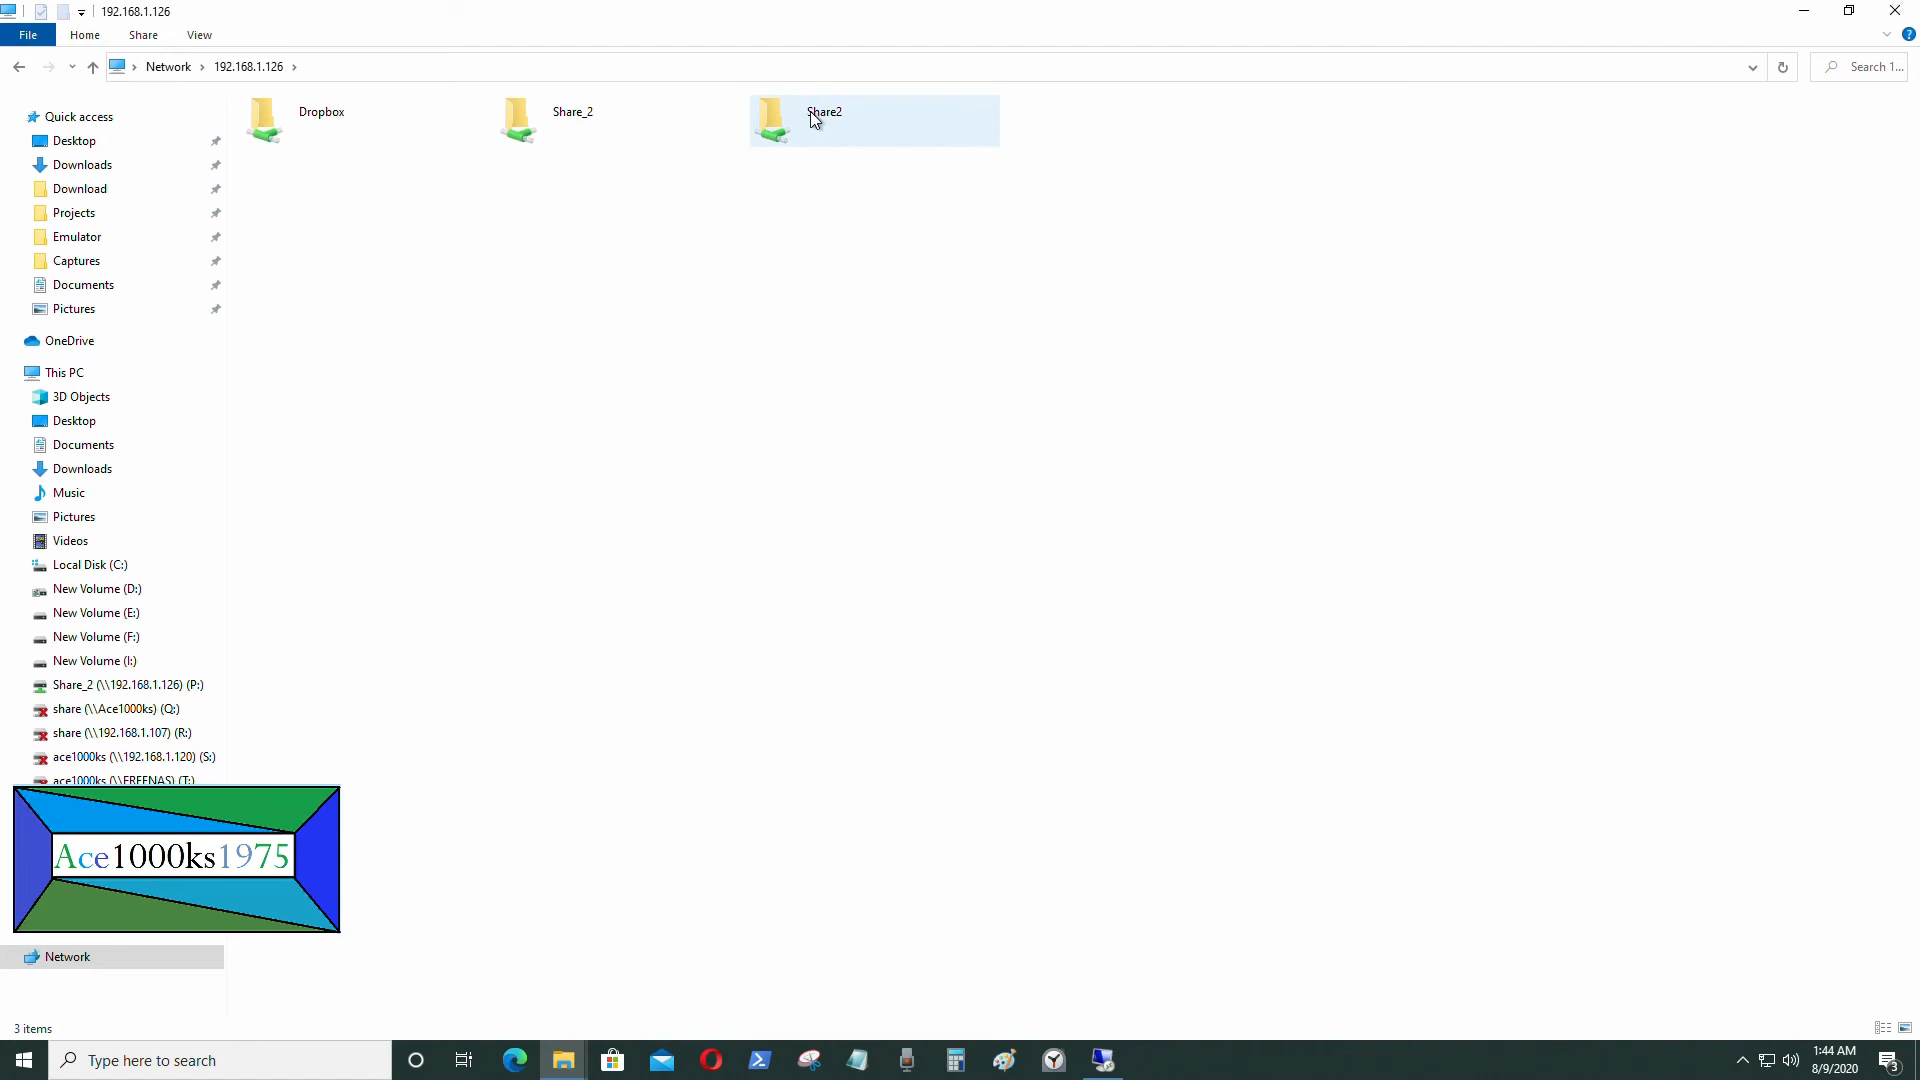 192.168.1.126
File Home Share View
Network 192.168.1.126
Search 1...
Quick access
Desktop
Downloads
Download
Projects
Emulator
Captures
Documents
Pictures
OneDrive
This PC
3D Objects
Desktop
Documents
Downloads
Music
Pictures
Videos
Local Disk (C:)
New Volume (D:)
New Volume (E:)
New Volume (F:)
New Volume (I:)
Share_2 (\\192.168.1.126) (P:)
share (\\Ace1000ks) (Q:)
share (\\192.168.1.107) (R:)
ace1000ks (\\192.168.1.120) (S:)
ace1000ks (\\FREENAS) (T:)
Ace1000ks1975
Network
Dropbox
Share_2
Share2
3 items
Type here to search
1:44 AM
8/9/2020
3